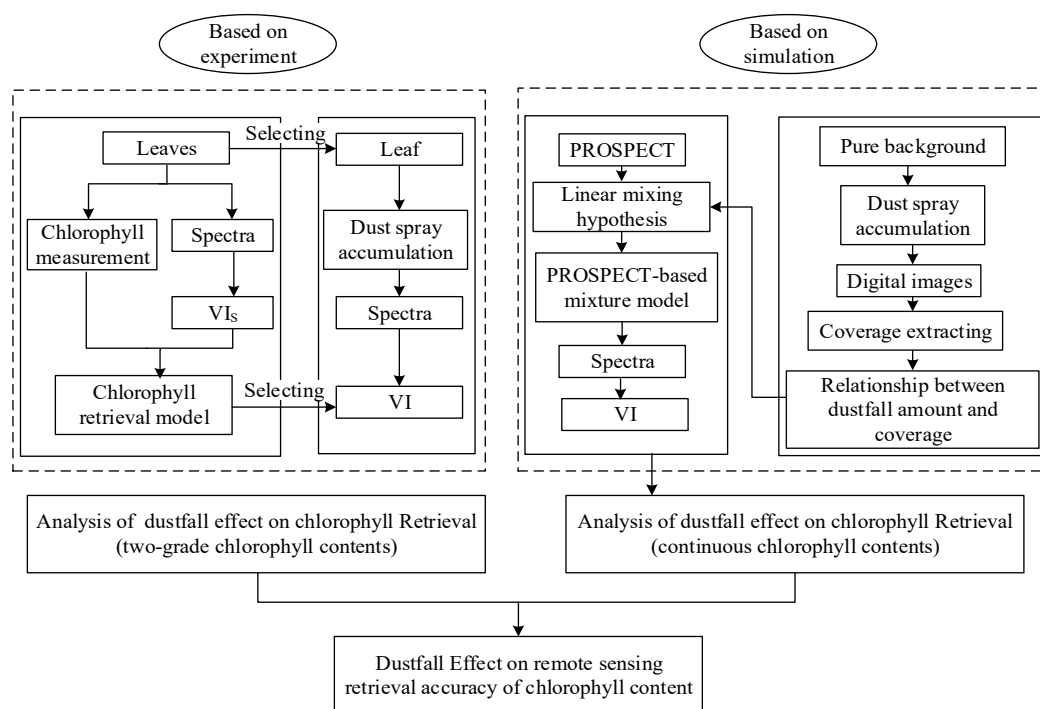 Based on
experiment
Based on
simulation
Selecting
Leaves
Leaf
Chlorophyll
measurement
Spectra
Dust spray
accumulation
VIs
Spectra
Chlorophyll
retrieval model
Selecting
VI
PROSPECT
Linear mixing
hypothesis
PROSPECT-based
mixture model
Spectra
VI
Pure background
Dust spray
accumulation
Digital images
Coverage extracting
Relationship between
dustfall amount and
coverage
Analysis of dustfall effect on chlorophyll Retrieval
(two-grade chlorophyll contents)
Analysis of dustfall effect on chlorophyll Retrieval
(continuous chlorophyll contents)
Dustfall Effect on remote sensing
retrieval accuracy of chlorophyll content